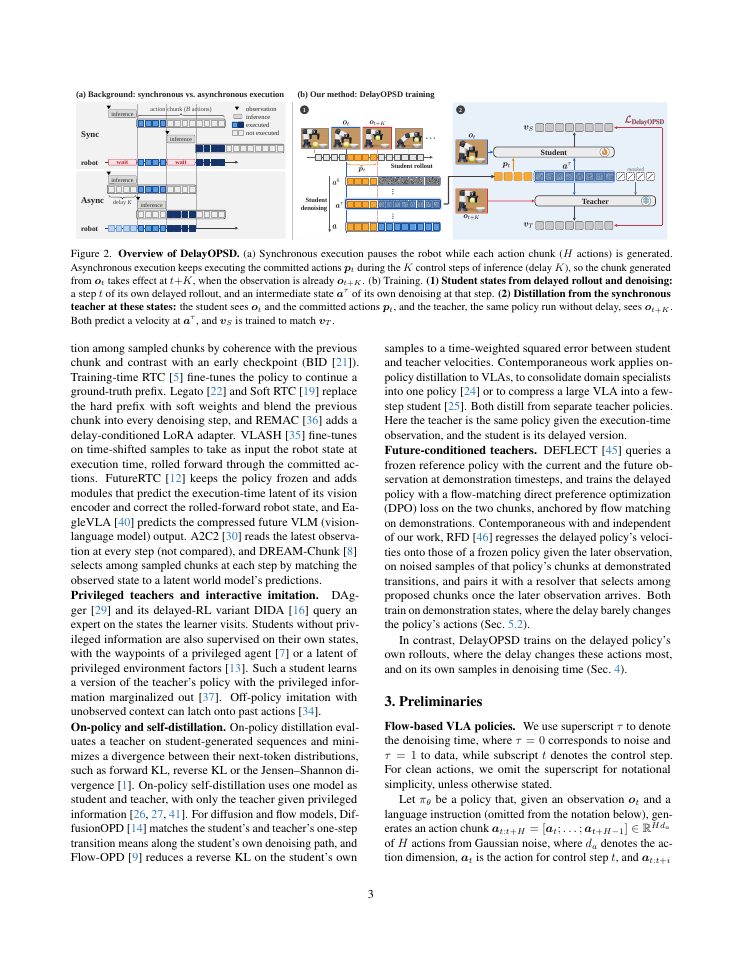 (a) Background: synchronous vs. asynchronous execution
(b) Our method: DelayOPSD training
inference
action chunk (B actions)
observation
inference
executed
not executed
Sync
inference
robot
wait
wait
inference
Async
delay K
inference
robot
1
o_t
o_{t+K}
...
Student rollout
p_t
Student
denoising
a^0
a^τ
a
2
v_S
L_DelayOPSD
o_t
Student
p_t
a^τ
masked
Teacher
o_{t+K}
v_T
Figure 2. Overview of DelayOPSD. (a) Synchronous execution pauses the robot while each action chunk (H actions) is generated.
Asynchronous execution keeps executing the committed actions p_t during the K control steps of inference (delay K), so the chunk generated
from o_t takes effect at t+K, when the observation is already o_{t+K}. (b) Training. (1) Student states from delayed rollout and denoising:
a step t of its own delayed rollout, and an intermediate state a^τ of its own denoising at that step. (2) Distillation from the synchronous
teacher at these states: the student sees o_t and the committed actions p_t, and the teacher, the same policy run without delay, sees o_{t+K}.
Both predict a velocity at a^τ, and v_S is trained to match v_T.
tion among sampled chunks by coherence with the previous
chunk and contrast with an early checkpoint (BID [21]).
Training-time RTC [5] fine-tunes the policy to continue a
ground-truth prefix. Legato [22] and Soft RTC [19] replace
the hard prefix with soft weights and blend the previous
chunk into every denoising step, and REMAC [36] adds a
delay-conditioned LoRA adapter. VLASH [35] fine-tunes
on time-shifted samples to take as input the robot state at
execution time, rolled forward through the committed ac-
tions. FutureRTC [12] keeps the policy frozen and adds
modules that predict the execution-time latent of its vision
encoder and correct the rolled-forward robot state, and Ea-
gleVLA [40] predicts the compressed future VLM (vision-
language model) output. A2C2 [30] reads the latest observa-
tion at every step (not compared), and DREAM-Chunk [8]
selects among sampled chunks at each step by matching the
observed state to a latent world model's predictions.
Privileged teachers and interactive imitation. DAg-
ger [29] and its delayed-RL variant DIDA [16] query an
expert on the states the learner visits. Students without priv-
ileged information are also supervised on their own states,
with the waypoints of a privileged agent [7] or a latent of
privileged environment factors [13]. Such a student learns
a version of the teacher's policy with the privileged infor-
mation marginalized out [37]. Off-policy imitation with
unobserved context can latch onto past actions [34].
On-policy and self-distillation. On-policy distillation eval-
uates a teacher on student-generated sequences and mini-
mizes a divergence between their next-token distributions,
such as forward KL, reverse KL or the Jensen–Shannon di-
vergence [1]. On-policy self-distillation uses one model as
student and teacher, with only the teacher given privileged
information [26, 27, 41]. For diffusion and flow models, Dif-
fusionOPD [14] matches the student's and teacher's one-step
transition means along the student's own denoising path, and
Flow-OPD [9] reduces a reverse KL on the student's own
samples to a time-weighted squared error between student
and teacher velocities. Contemporaneous work applies on-
policy distillation to VLAs, to consolidate domain specialists
into one policy [24] or to compress a large VLA into a few-
step student [25]. Both distill from separate teacher policies.
Here the teacher is the same policy given the execution-time
observation, and the student is its delayed version.
Future-conditioned teachers. DEFLECT [45] queries a
frozen reference policy with the current and the future ob-
servation at demonstration timesteps, and trains the delayed
policy with a flow-matching direct preference optimization
(DPO) loss on the two chunks, anchored by flow matching
on demonstrations. Contemporaneous with and independent
of our work, RFD [46] regresses the delayed policy's veloci-
ties onto those of a frozen policy given the later observation,
on noised samples of that policy's chunks at demonstrated
transitions, and pairs it with a resolver that selects among
proposed chunks once the later observation arrives. Both
train on demonstration states, where the delay barely changes
the policy's actions (Sec. 5.2).
In contrast, DelayOPSD trains on the delayed policy's
own rollouts, where the delay changes these actions most,
and on its own samples in denoising time (Sec. 4).
3. Preliminaries
Flow-based VLA policies. We use superscript τ to denote
the denoising time, where τ = 0 corresponds to noise and
τ = 1 to data, while subscript t denotes the control step.
For clean actions, we omit the superscript for notational
simplicity, unless otherwise stated.
Let π_θ be a policy that, given an observation o_t and a
language instruction (omitted from the notation below), gen-
erates an action chunk a_{t:t+H} = [a_t; . . . ; a_{t+H−1}] ∈ ℝ^{Hd_a}
of H actions from Gaussian noise, where d_a denotes the ac-
tion dimension, a_t is the action for control step t, and a_{t:t+i}
3